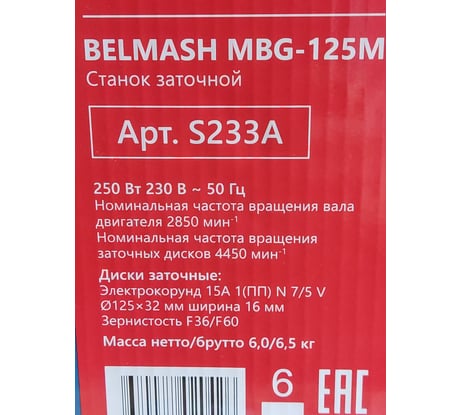 BELMASH MBG-125M
Станок заточной
Арт. S233A
250 Вт 230 В ~ 50 Гц
Номинальная частота вращения вала
двигателя 2850 мин⁻¹
Номинальная частота вращения
заточных дисков 4450 мин⁻¹
Диски заточные:
Электрокорунд 15А 1(ПП) N 7/5 V
Ø125×32 мм ширина 16 мм
Зернистость F36/F60
Масса нетто/брутто 6,0/6,5 кг
6
EAC